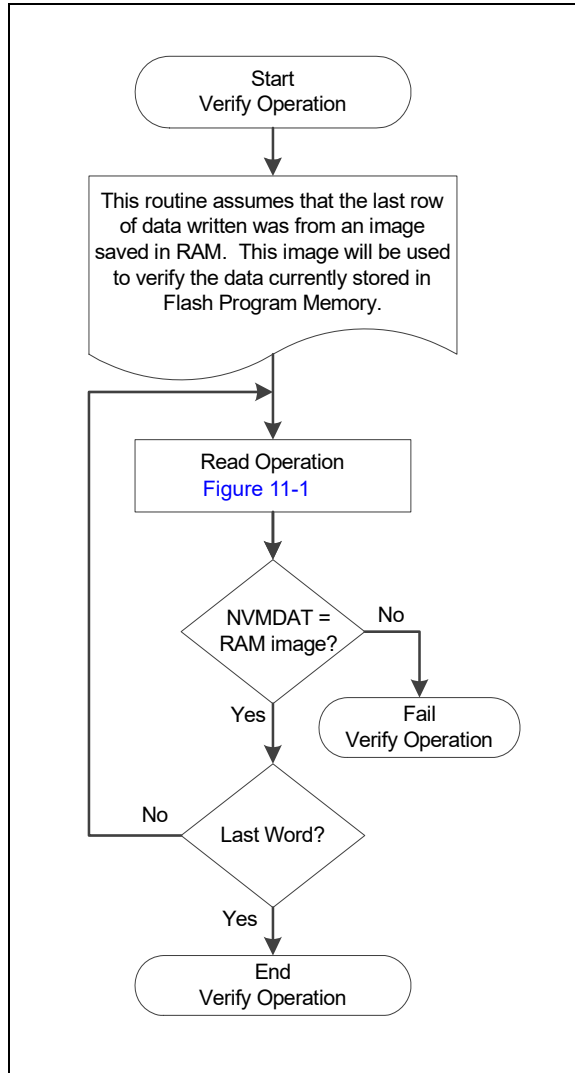 Start
Verify Operation
This routine assumes that the last row
of data written was from an image
saved in RAM. This image will be used
to verify the data currently stored in
Flash Program Memory.
Read Operation
Figure 11-1
NVMDAT =
RAM image?
No
Yes
Fail
Verify Operation
No
Last Word?
Yes
End
Verify Operation